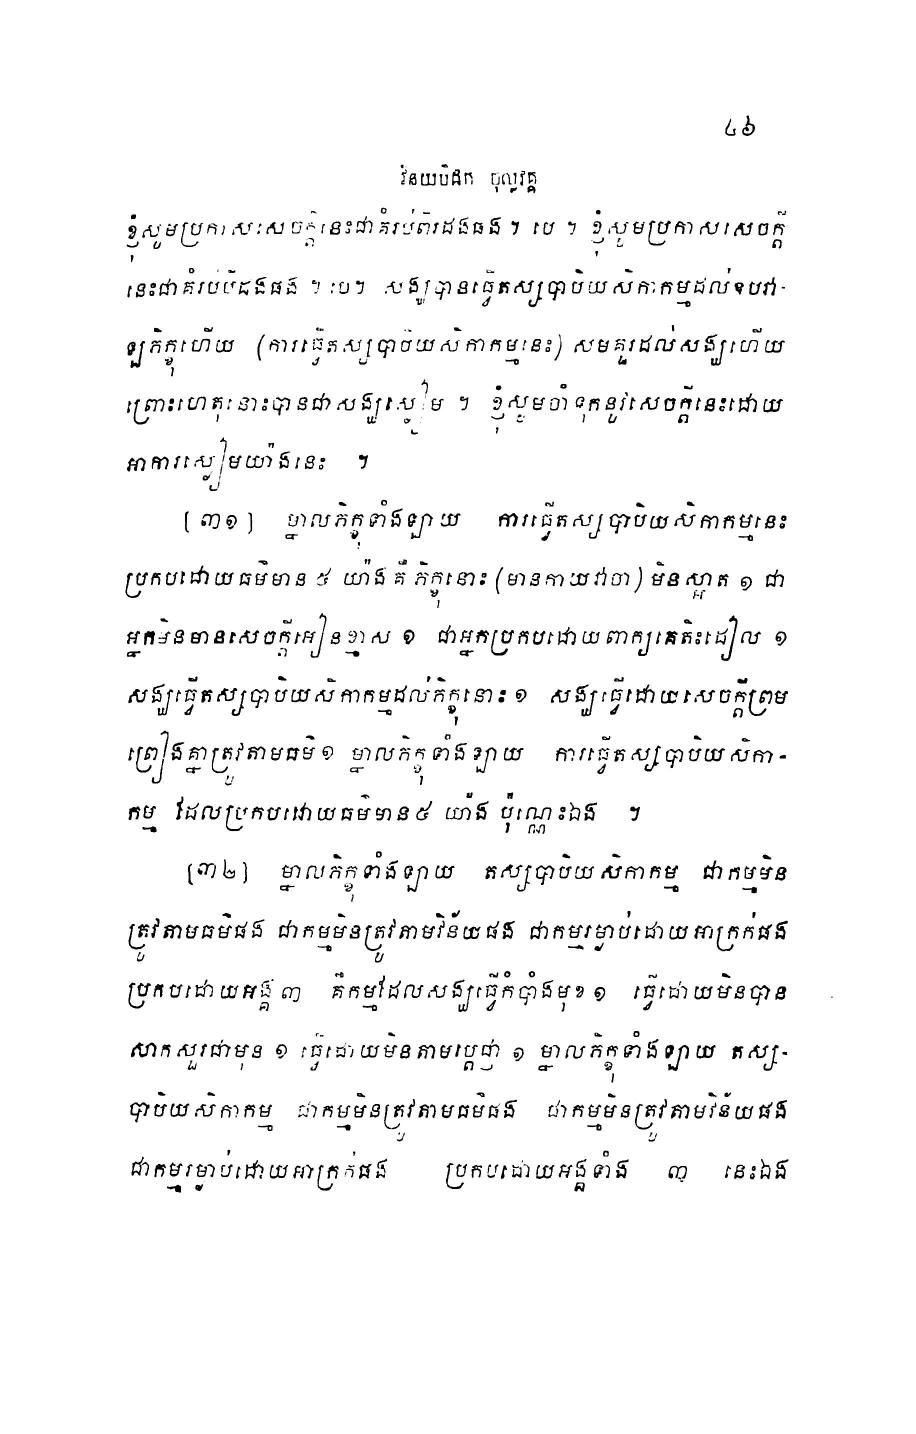 ៤៦
វិនយបិដក ចុល្លវគ្គ
ខ្ញុំសូមប្រកាសសេចក្តីនេះជាគំរប់ពីរដងផង ។ បេ ។ ខ្ញុំសូមប្រកាសសេចក្តី
នេះជាគំរប់បីដងផង ។ បេ។ សង្ឃបានធ្វើតស្សបាបិយសិកាកម្មដល់ឧបវា-
ឡភិក្ខុហើយ (ការធ្វើតស្សបាបិយសិកាកម្មនេះ) សមគួរដល់សង្ឃហើយ
ព្រោះហេតុនោះបានជាសង្ឃស្ងៀម ។ ខ្ញុំសូមចាំទុកនូវសេចក្តីនេះដោយ
អាការស្ងៀមយ៉ាងនេះ ។
[៣១] ម្នាលភិក្ខុទាំងឡាយ ការធ្វើតស្សបាបិយសិកាកម្មនេះ
ប្រកបដោយធម៌មាន ៥ យ៉ាងគឺ ភិក្ខុនោះ (មានកាយវាចា) មិនស្អាត ១ ជា
អ្នកមិនមានសេចក្តីអៀនខ្មាស ១ ជាអ្នកប្រកបដោយពាក្យគេតិះដៀល ១
សង្ឃធ្វើតស្សបាបិយសិកាកម្មដល់ភិក្ខុនោះ ១ សង្ឃធ្វើដោយសេចក្តីព្រម
ព្រៀងគ្នាត្រូវតាមធម៌ ១ ម្នាលភិក្ខុទាំងឡាយ ការធ្វើតស្សបាបិយសិកា-
កម្ម ដែលប្រកបដោយធម៌មាន៥ យ៉ាង ប៉ុណ្ណេះឯង ។
[៣២] ម្នាលភិក្ខុទាំងឡាយ តស្សបាបិយសិកាកម្ម ជាកម្មមិន
ត្រូវតាមធម៌ផង ជាកម្មមិនត្រូវតាមវិន័យផង ជាកម្មរម្ងាប់ដោយអាក្រក់ផង
ប្រកបដោយអង្គ ៣ គឺកម្មដែលសង្ឃធ្វើកំបាំងមុខ ១ ធ្វើដោយមិនបាន
សាកសួរជាមុន ១ ធ្វើដោយមិនតាមប្តេជ្ញា ១ ម្នាលភិក្ខុទាំងឡាយ តស្ស-
បាបិយសិកាកម្ម ជាកម្មមិនត្រូវតាមធម៌ផង ជាកម្មមិនត្រូវតាមវិន័យផង
ជាកម្មរម្ងាប់ដោយអាក្រក់ផង ប្រកបដោយអង្គទាំង ៣ នេះឯង